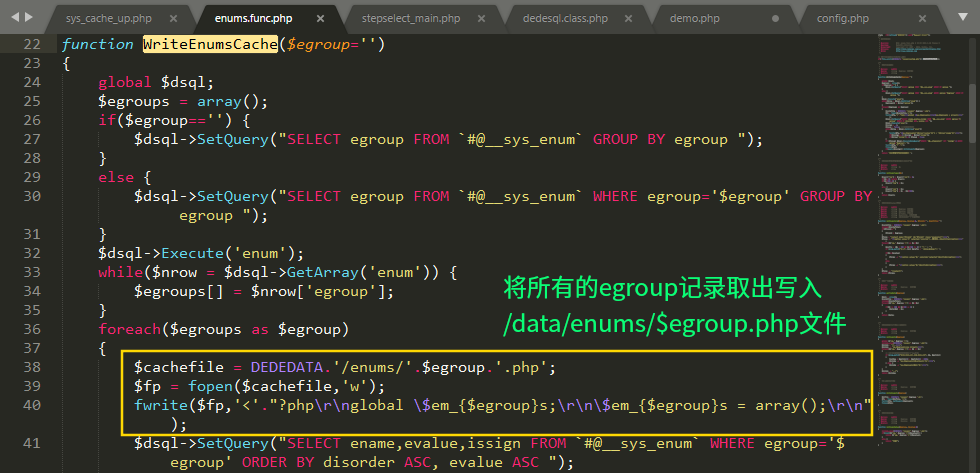 sys_cache_up.php × enums.func.php × stepselect_main.php × dedesql.class.php × demo.php config.php ×
22 function WriteEnumsCache($egroup='')
23 {
24 global $dsql;
25 $egroups = array();
26 if($egroup=='') {
27 $dsql->SetQuery("SELECT egroup FROM `#@__sys_enum` GROUP BY egroup ");
28 }
29 else {
30 $dsql->SetQuery("SELECT egroup FROM `#@__sys_enum` WHERE egroup='$egroup' GROUP BY
egroup ");
31 }
32 $dsql->Execute('enum');
33 while($nrow = $dsql->GetArray('enum')) {
34 $egroups[] = $nrow['egroup'];
35 }
36 foreach($egroups as $egroup)
37 {
38 $cachefile = DEDEDATA.'/enums/'.$egroup.'.php';
39 $fp = fopen($cachefile,'w');
40 fwrite($fp,'<'."?php\r\nglobal \$em_{$egroup}s;\r\n\$em_{$egroup}s = array();\r\n"
);
41 $dsql->SetQuery("SELECT ename,evalue,issign FROM `#@__sys_enum` WHERE egroup='$
egroup' ORDER BY disorder ASC, evalue ASC ");
将所有的egroup记录取出写入
/data/enums/$egroup.php文件